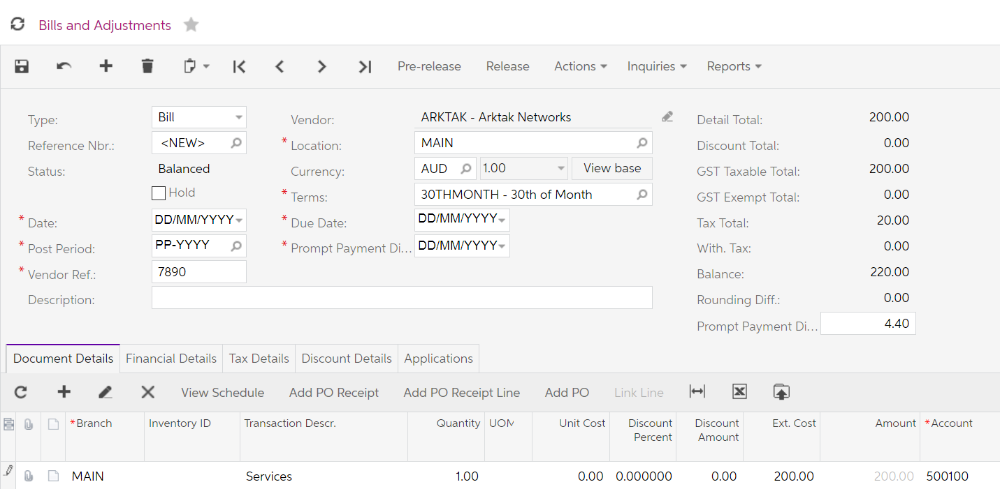 Bills and Adjustments
Pre-release Release Actions Inquiries Reports
Type: Bill Vendor: ARKTAK - Arktak Networks Detail Total: 200.00
Reference Nbr.: <NEW> * Location: MAIN Discount Total: 0.00
Status: Balanced Currency: AUD 1.00 View base GST Taxable Total: 200.00
Hold * Terms: 30THMONTH - 30th of Month GST Exempt Total: 0.00
* Date: DD/MM/YYYY * Due Date: DD/MM/YYYY Tax Total: 20.00
* Post Period: PP-YYYY * Prompt Payment Di... DD/MM/YYYY With. Tax: 0.00
* Vendor Ref.: 7890 Balance: 220.00
Description: Rounding Diff.: 0.00
Prompt Payment Di... 4.40
Document Details Financial Details Tax Details Discount Details Applications
View Schedule Add PO Receipt Add PO Receipt Line Add PO Link Line
*Branch Inventory ID Transaction Descr. Quantity UOM Unit Cost Discount Percent Discount Amount Ext. Cost Amount *Account
MAIN Services 1.00 0.00 0.000000 0.00 200.00 200.00 500100